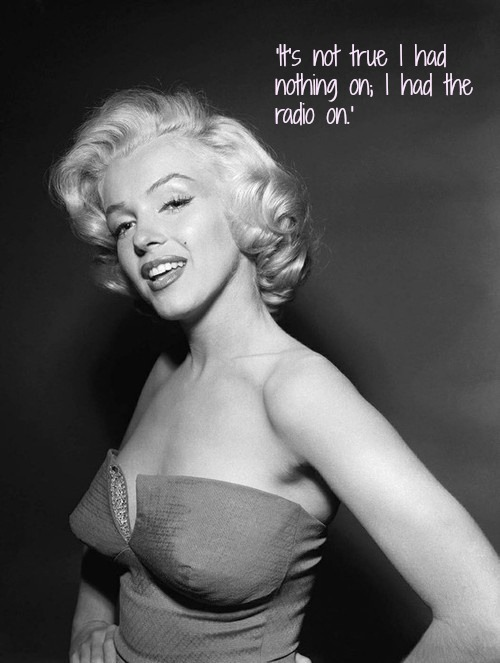 'It's not true I had
nothing on; I had the
radio on.'